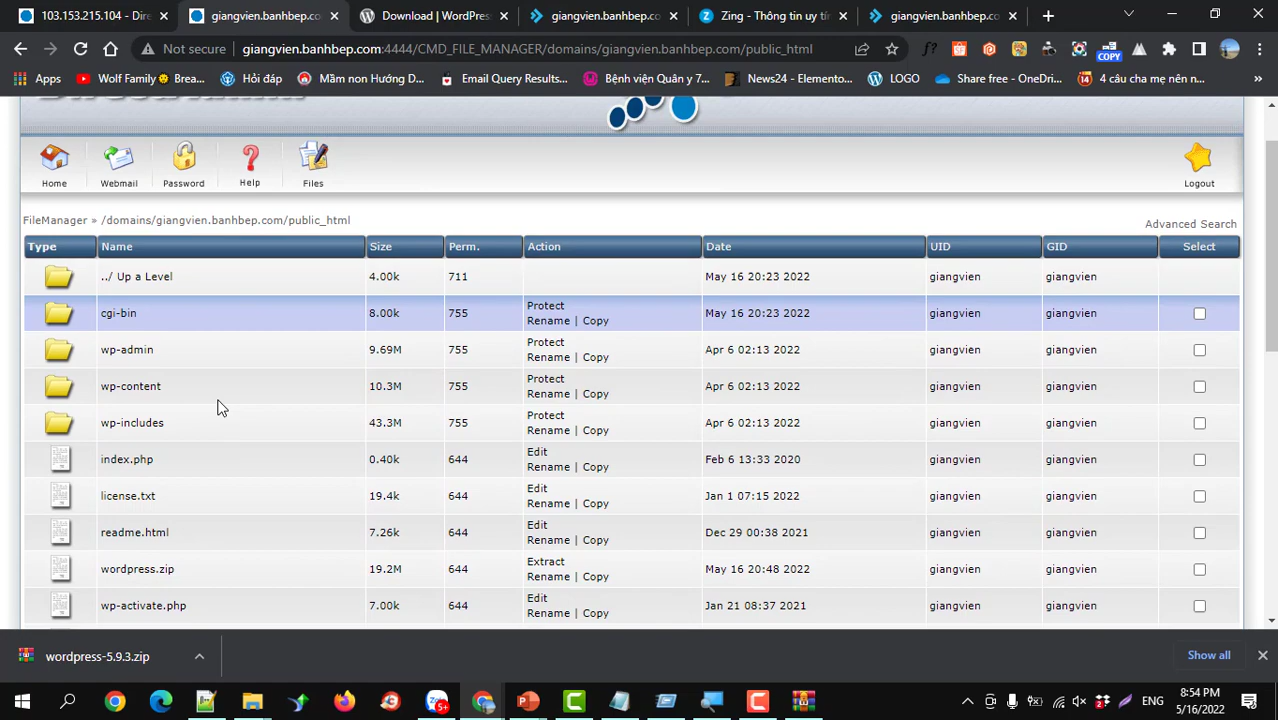 103.153.215.104 - Dire
giangvien.banhbep.com
Download | WordPress
giangvien.banhbep.co
Zing - Thông tin uy tín
giangvien.banhbep.co
Not secure
giangvien.banhbep.com:4444/CMD_FILE_MANAGER/domains/giangvien.banhbep.com/public_html
COPY
Apps
Wolf Family Brea...
Hỏi đáp
Mầm non Hướng D...
Email Query Results...
Bệnh viện Quân y 7...
News24 - Elemento...
LOGO
Share free - OneDri...
14
4 câu cha mẹ nên n...
Home
Webmail
Password
Help
Files
Logout
FileManager » /domains/giangvien.banhbep.com/public_html
Advanced Search
Type Name Size Perm. Action Date UID GID Select
../ Up a Level 4.00k 711 May 16 20:23 2022 giangvien giangvien
cgi-bin 8.00k 755 Protect
Rename | Copy May 16 20:23 2022 giangvien giangvien
wp-admin 9.69M 755 Protect
Rename | Copy Apr 6 02:13 2022 giangvien giangvien
wp-content 10.3M 755 Protect
Rename | Copy Apr 6 02:13 2022 giangvien giangvien
wp-includes 43.3M 755 Protect
Rename | Copy Apr 6 02:13 2022 giangvien giangvien
index.php 0.40k 644 Edit
Rename | Copy Feb 6 13:33 2020 giangvien giangvien
license.txt 19.4k 644 Edit
Rename | Copy Jan 1 07:15 2022 giangvien giangvien
readme.html 7.26k 644 Edit
Rename | Copy Dec 29 00:38 2021 giangvien giangvien
wordpress.zip 19.2M 644 Extract
Rename | Copy May 16 20:48 2022 giangvien giangvien
wp-activate.php 7.00k 644 Edit
Rename | Copy Jan 21 08:37 2021 giangvien giangvien
wordpress-5.9.3.zip
Show all
5+
ENG
8:54 PM
5/16/2022